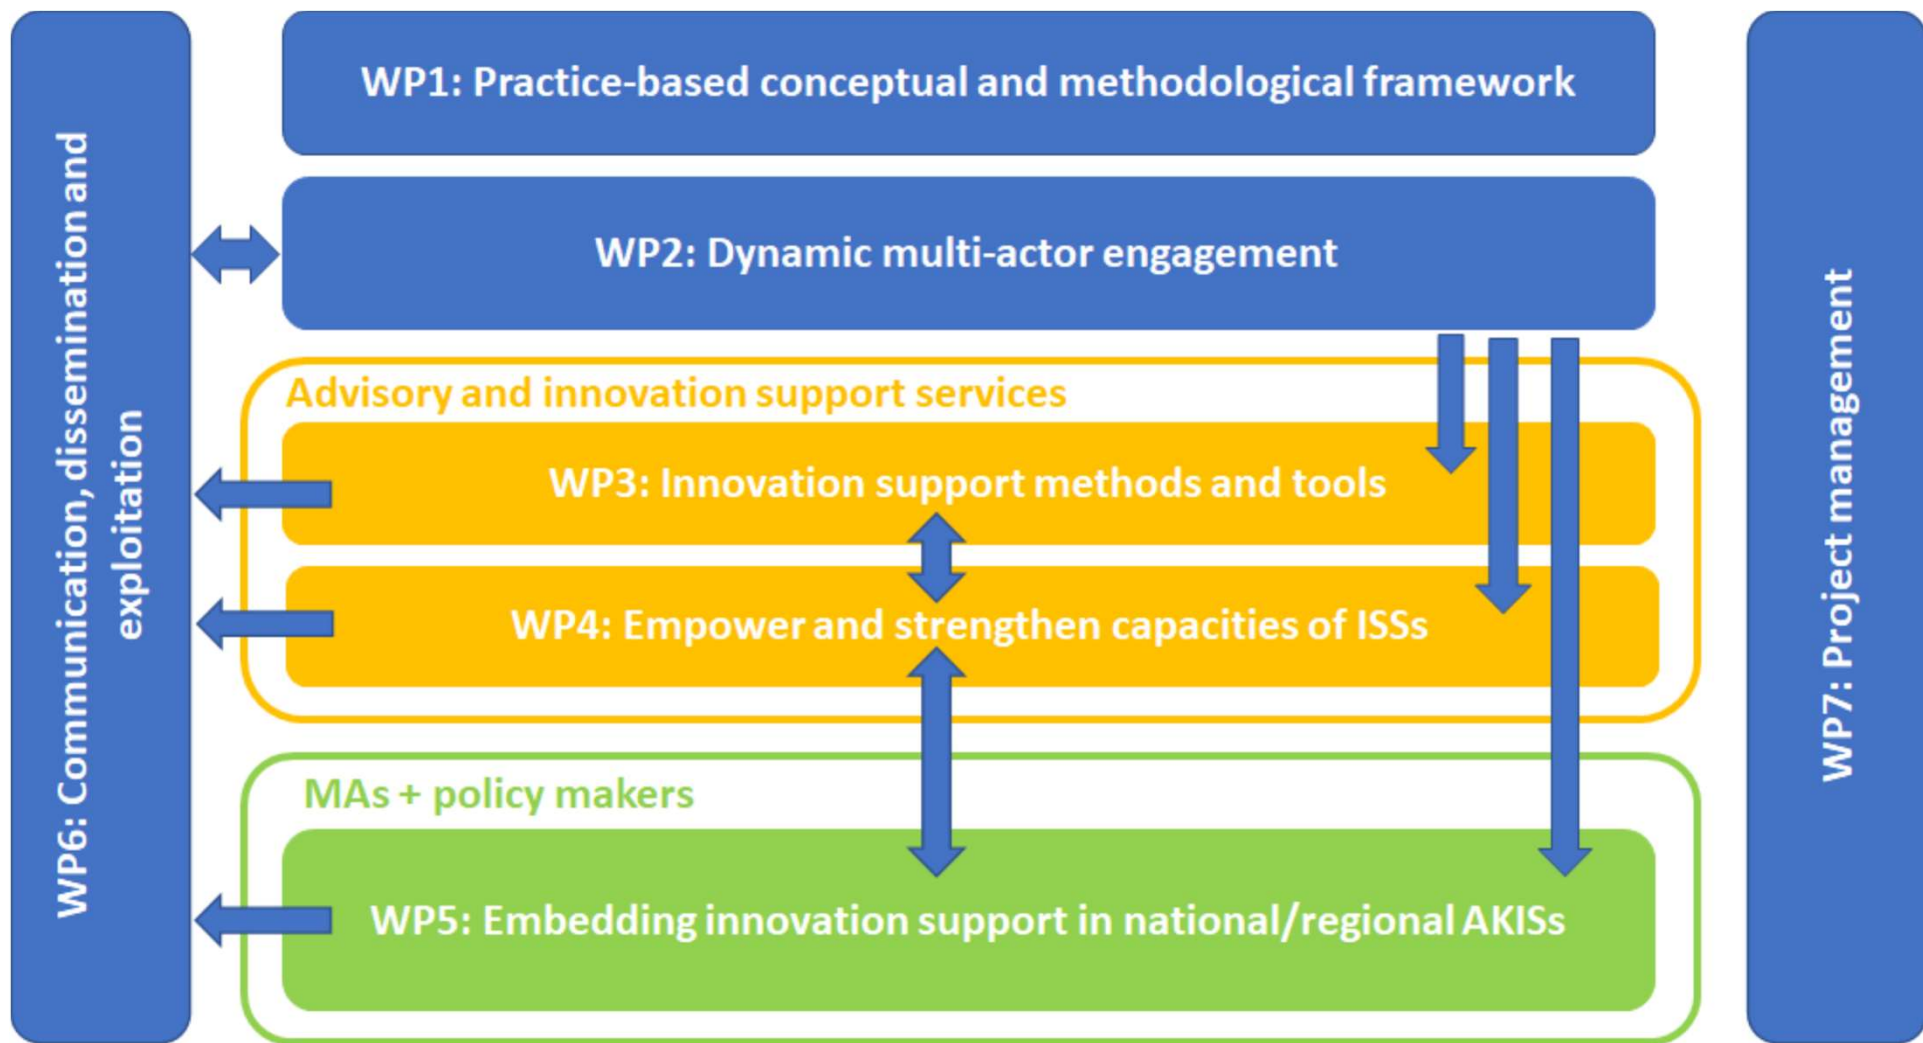 WP6: Communication, dissemination and
exploitation
WP1: Practice-based conceptual and methodological framework
WP2: Dynamic multi-actor engagement
Advisory and innovation support services
WP3: Innovation support methods and tools
WP4: Empower and strengthen capacities of ISSs
MAs + policy makers
WP5: Embedding innovation support in national/regional AKISs
WP7: Project management